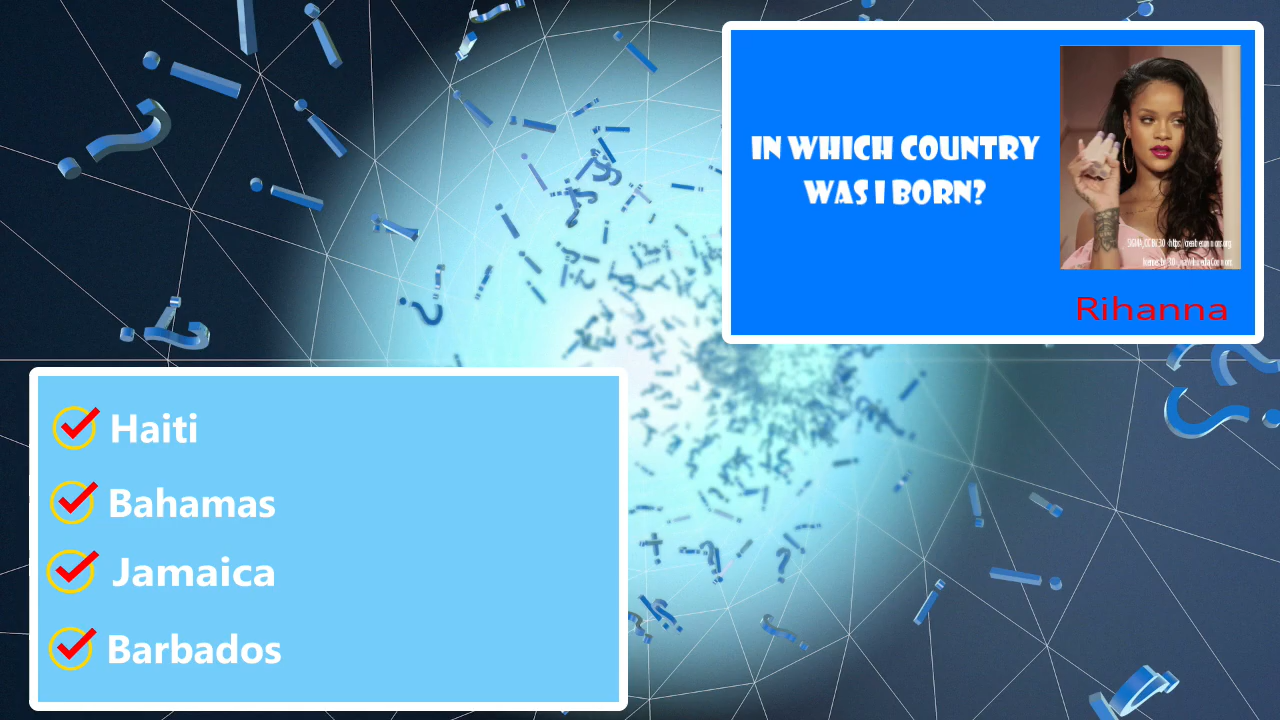 IN WHICH COUNTRY
WAS I BORN?
Rihanna
Haiti
Bahamas
Jamaica
Barbados